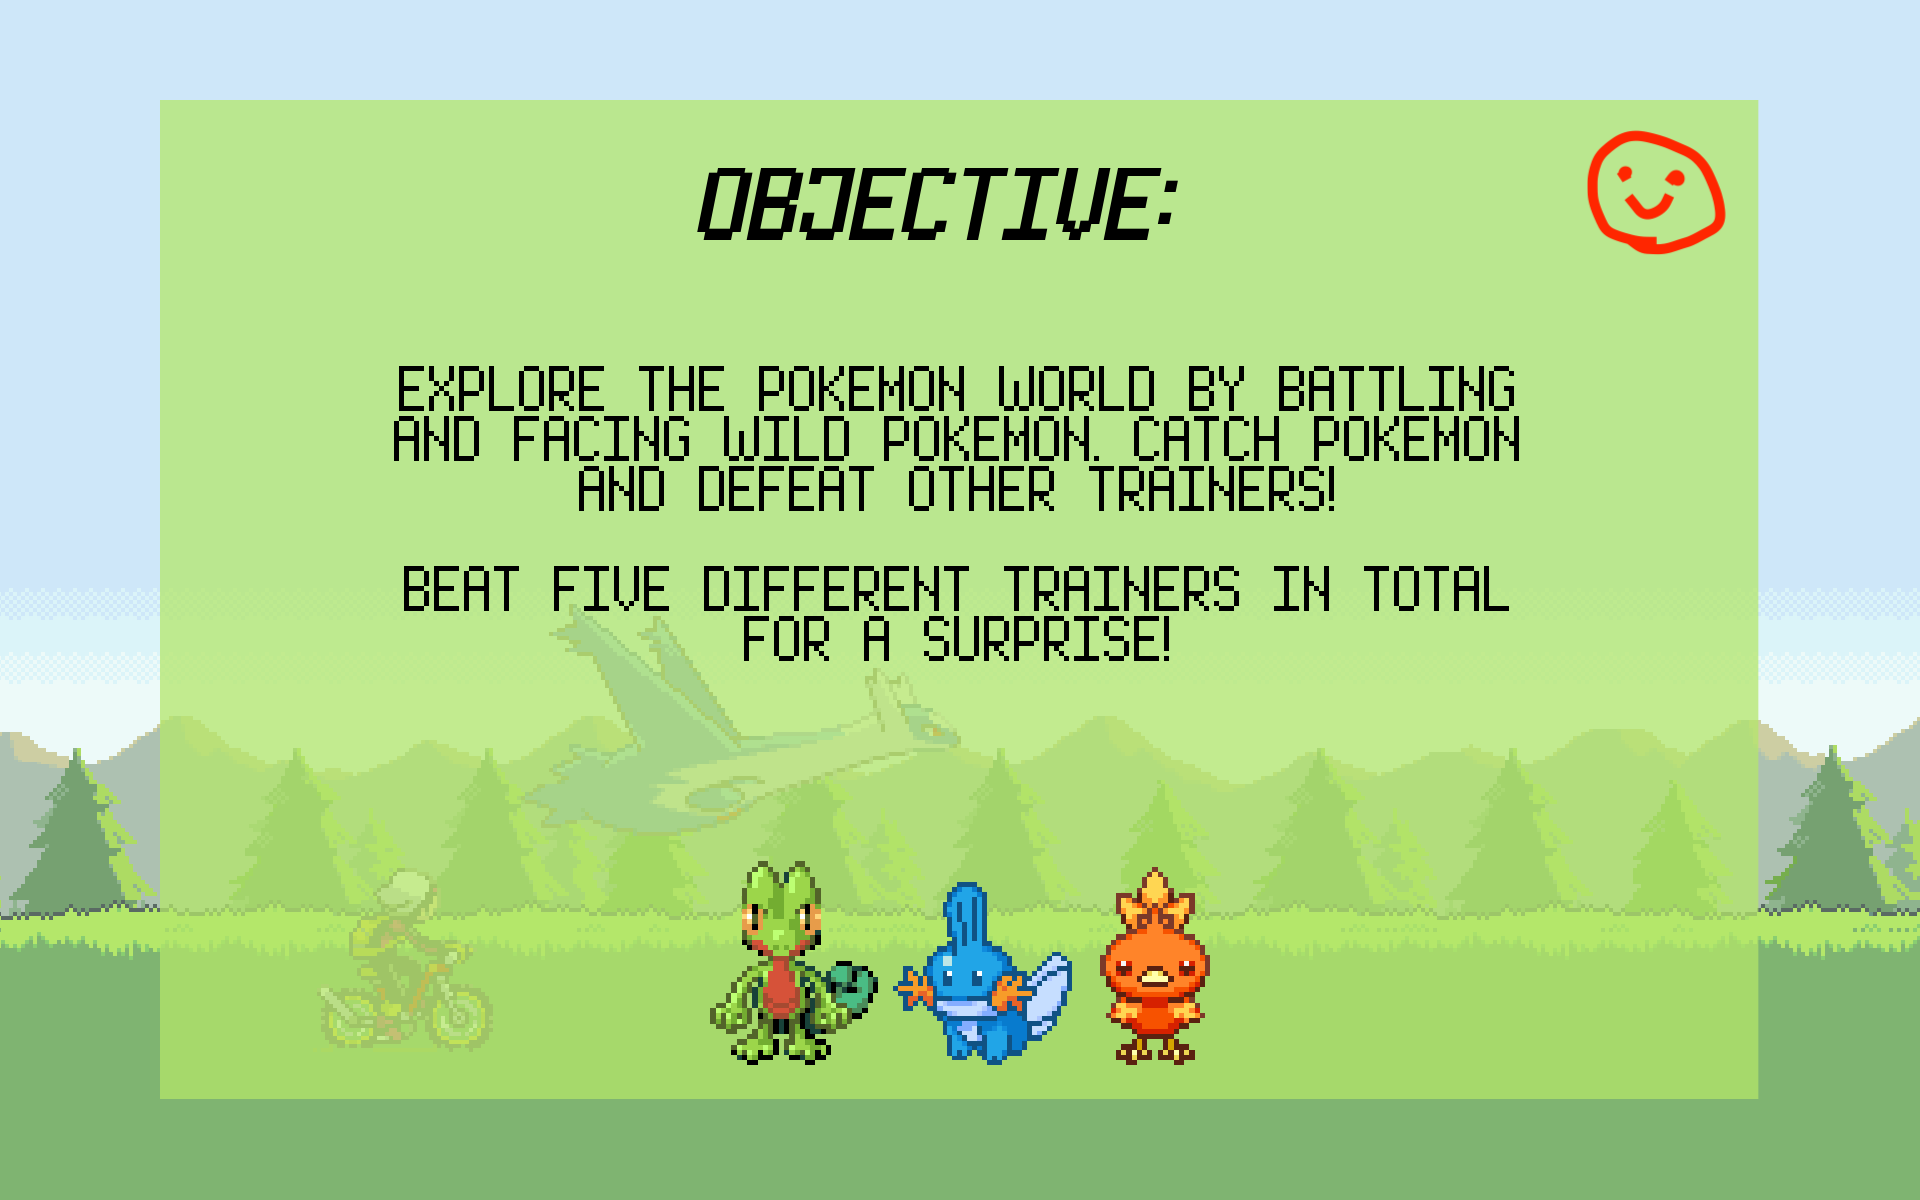 OBJECTIVE:
EXPLORE THE POKEMON WORLD BY BATTLING
AND FACING WILD POKEMON. CATCH POKEMON
AND DEFEAT OTHER TRAINERS!
BEAT FIVE DIFFERENT TRAINERS IN TOTAL
FOR A SURPRISE!